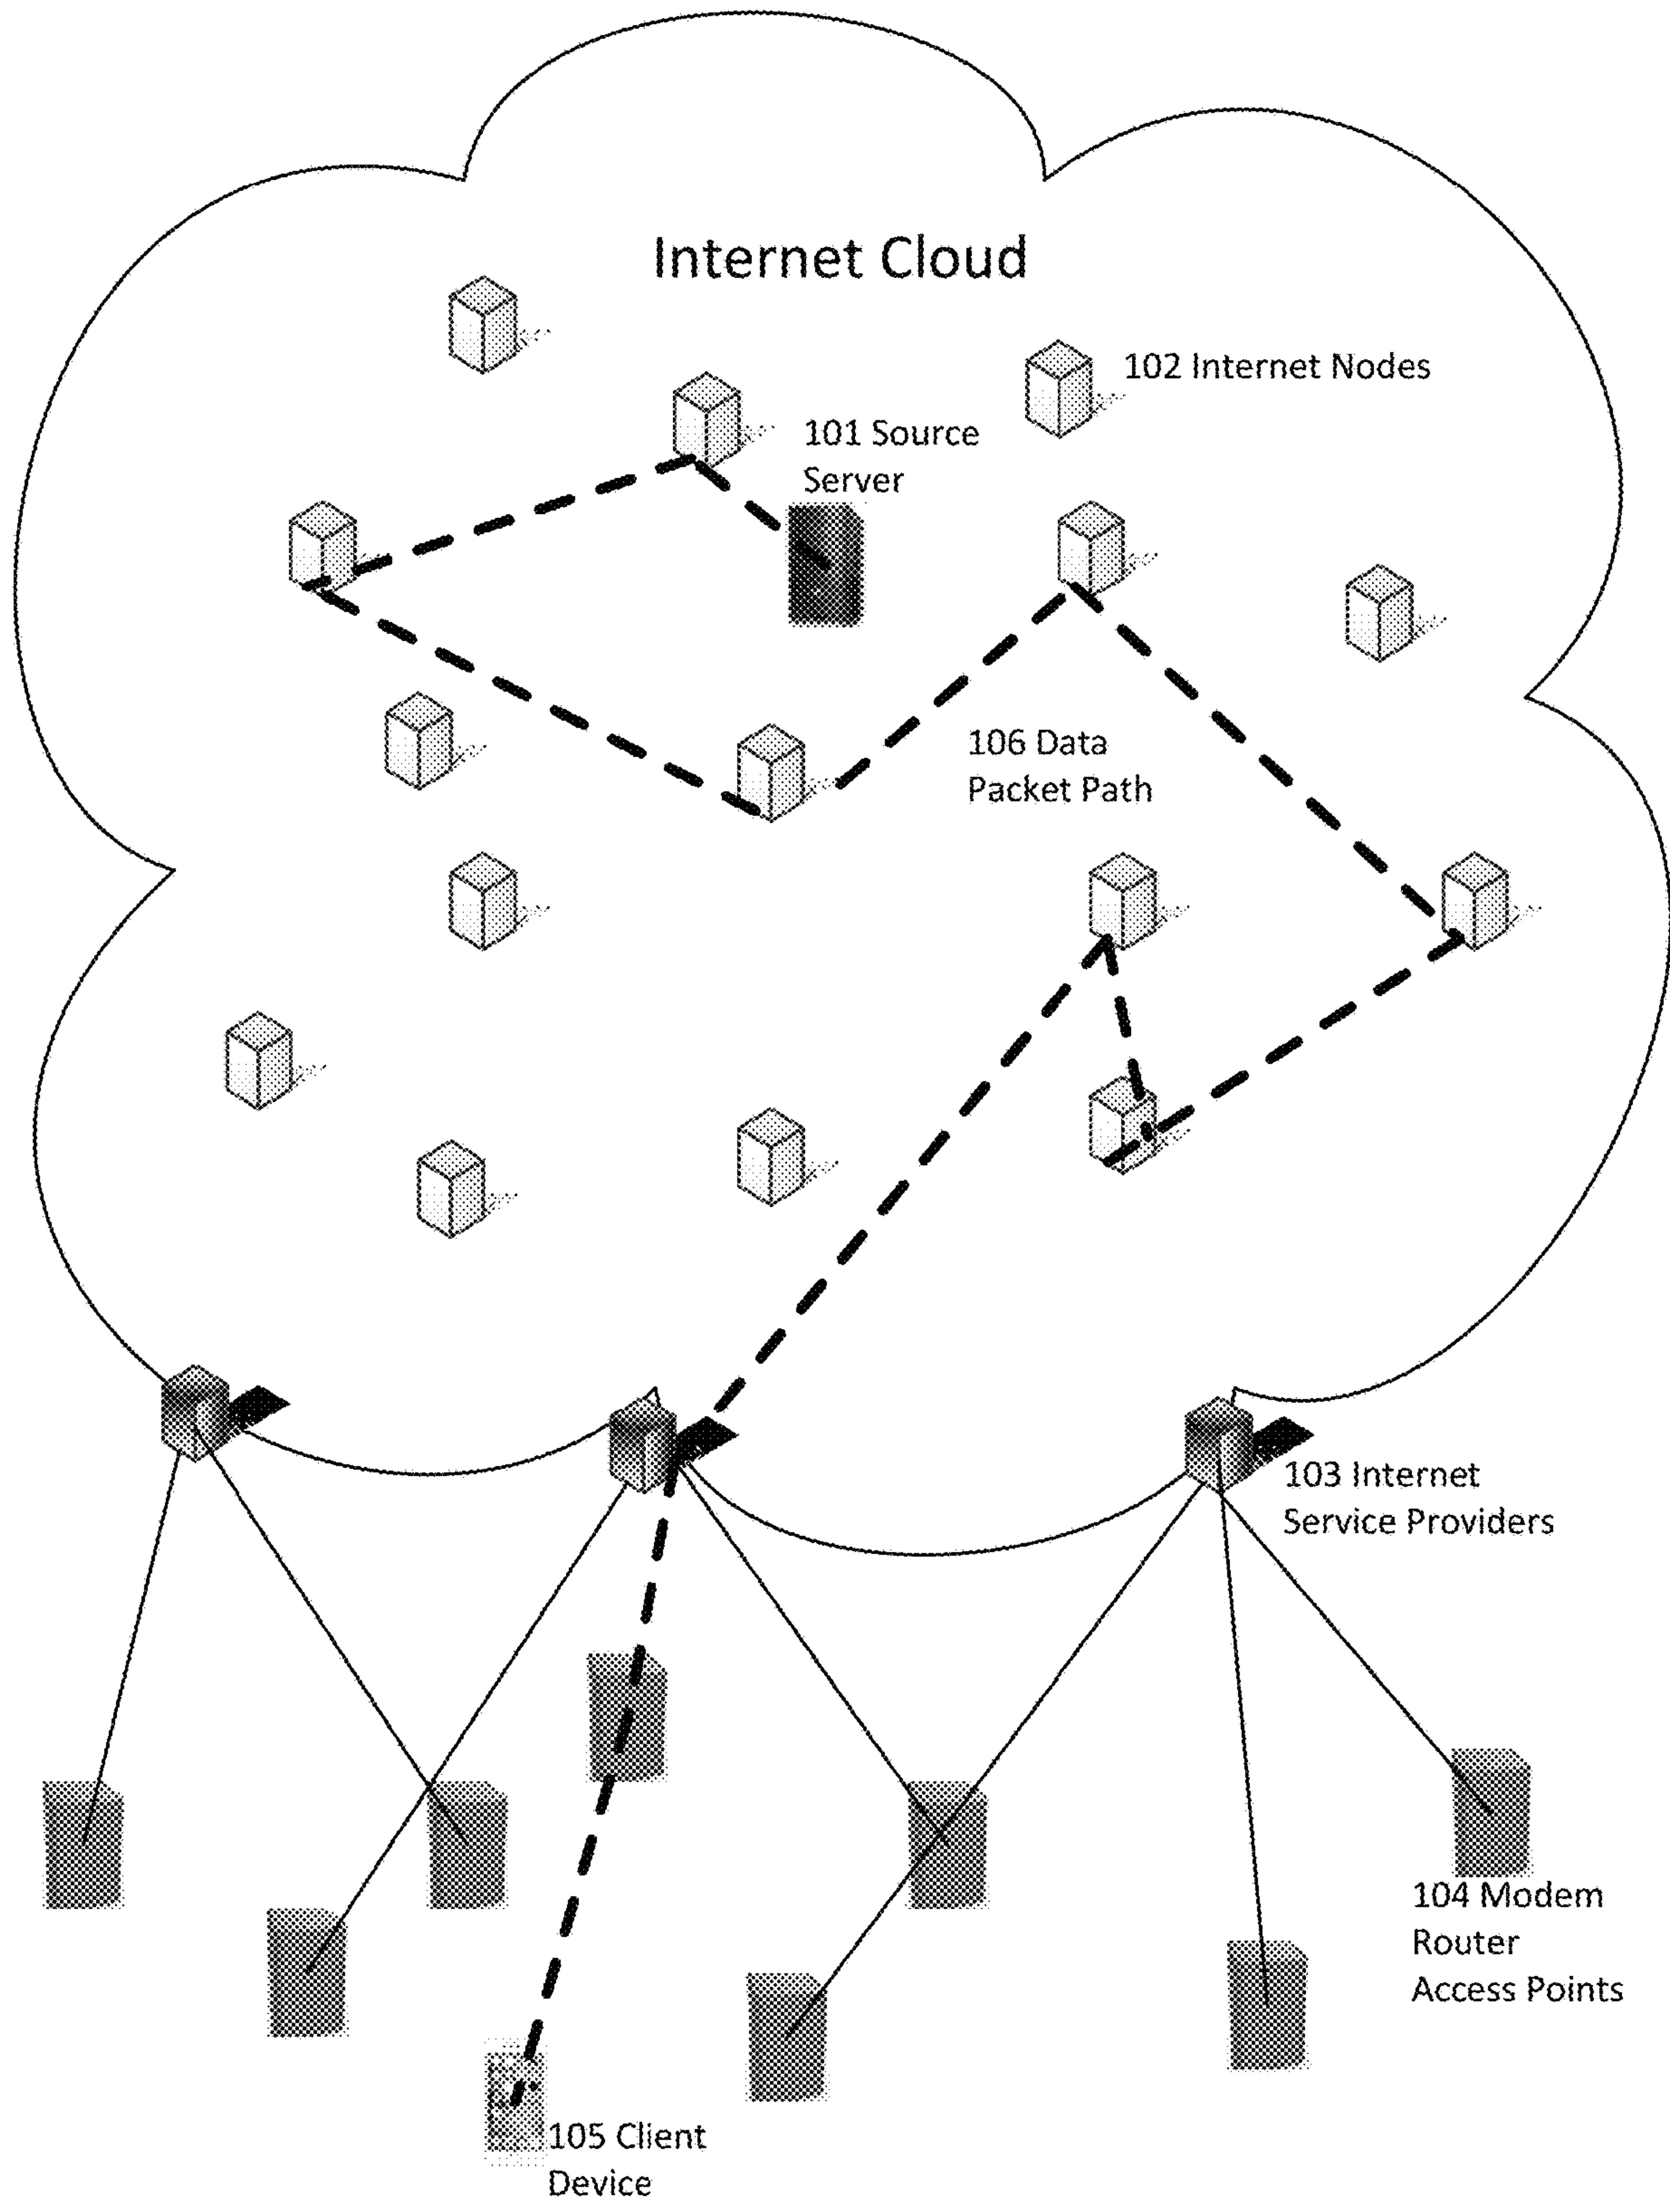 Internet Cloud
102 Internet Nodes
101 Source
Server
106 Data
Packet Path
103 Internet
Service Providers
104 Modem
Router
Access Points
105 Client
Device